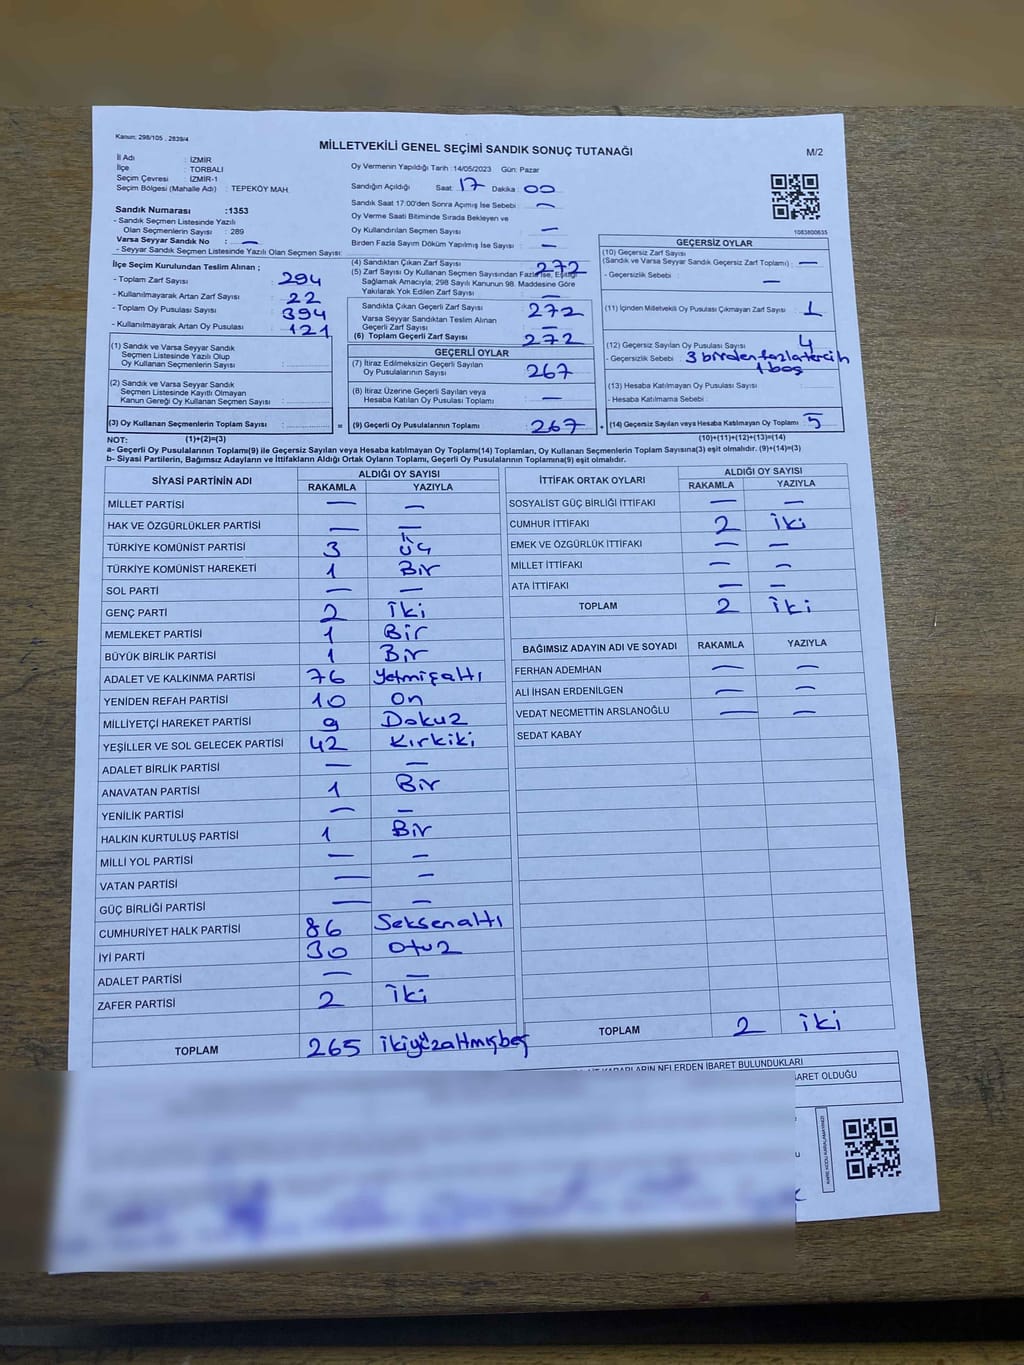 Kanun: 298/105 , 2839/4
MİLLETVEKİLİ GENEL SEÇİMİ SANDIK SONUÇ TUTANAĞI
M/2
İl Adı : İZMİR
İlçe : TORBALI
Seçim Çevresi : İZMİR-1
Seçim Bölgesi (Mahalle Adı) : TEPEKÖY MAH.
Sandık Numarası :1353
- Sandık Seçmen Listesinde Yazılı
Olan Seçmenlerin Sayısı : 289
Varsa Seyyar Sandık No : —
- Seyyar Sandık Seçmen Listesinde Yazılı Olan Seçmen Sayısı:
Oy Vermenin Yapıldığı Tarih : 14/05/2023 Gün: Pazar
Sandığın Açıldığı Saat: 17 Dakika 00
Sandık Saat 17:00'den Sonra Açılmış İse Sebebi : —
Oy Verme Saati Bitiminde Sırada Bekleyen ve
Oy Kullandırılan Seçmen Sayısı : —
Birden Fazla Sayım Döküm Yapılmış İse Sayısı : —
1083800635
İlçe Seçim Kurulundan Teslim Alınan ;
- Toplam Zarf Sayısı : 294
- Kullanılmayarak Artan Zarf Sayısı : 22
- Toplam Oy Pusulası Sayısı : 394
- Kullanılmayarak Artan Oy Pusulası : 121
(1) Sandık ve Varsa Seyyar Sandık
Seçmen Listesinde Yazılı Olup
Oy Kullanan Seçmenlerin Sayısı :
(2) Sandık ve Varsa Seyyar Sandık
Seçmen Listesinde Kayıtlı Olmayan
Kanun Gereği Oy Kullanan Seçmen Sayısı :
(3) Oy Kullanan Seçmenlerin Toplam Sayısı : =
(4) Sandıktan Çıkan Zarf Sayısı : 272
(5) Zarf Sayısı Oy Kullanan Seçmen Sayısından Fazla İse, Eşitliği
Sağlamak Amacıyla; 298 Sayılı Kanunun 98. Maddesine Göre
Yakılarak Yok Edilen Zarf Sayısı : —
Sandıkta Çıkan Geçerli Zarf Sayısı : 272
Varsa Seyyar Sandıktan Teslim Alınan
Geçerli Zarf Sayısı : —
(6) Toplam Geçerli Zarf Sayısı : 272
GEÇERLİ OYLAR
(7) İtiraz Edilmeksizin Geçerli Sayılan
Oy Pusulasının Sayısı : 267
(8) İtiraz Üzerine Geçerli Sayılan veya
Hesaba Katılan Oy Pusulası Toplamı : —
(9) Geçerli Oy Pusulalarının Toplamı : 267 +
GEÇERSİZ OYLAR
(10) Geçersiz Zarf Sayısı
(Sandık ve Varsa Seyyar Sandık Geçersiz Zarf Toplamı) : —
- Geçersizlik Sebebi : —
(11) İçinden Milletvekili Oy Pusulası Çıkmayan Zarf Sayısı : 1
(12) Geçersiz Sayılan Oy Pusulası Sayısı : 4
- Geçersizlik Sebebi : 3 birden fazla tercih
1 boş
(13) Hesaba Katılmayan Oy Pusulası Sayısı :
- Hesaba Katılmama Sebebi :
(14) Geçersiz Sayılan veya Hesaba Katılmayan Oy Toplamı : 5
NOT: (1)+(2)=(3) (10)+(11)+(12)+(13)=(14)
a- Geçerli Oy Pusulalarının Toplamı(9) ile Geçersiz Sayılan veya Hesaba Katılmayan Oy Toplamı(14) Toplamları, Oy Kullanan Seçmenlerin Toplam Sayısına(3) eşit olmalıdır. (9)+(14)=(3)
b- Siyasi Partilerin, Bağımsız Adayların ve İttifakların Aldığı Ortak Oyların Toplamı, Geçerli Oy Pusulalarının Toplamına(9) eşit olmalıdır.
SİYASİ PARTİNİN ADI ALDIĞI OY SAYISI
RAKAMLA YAZIYLA
MİLLET PARTİSİ — —
HAK VE ÖZGÜRLÜKLER PARTİSİ — —
TÜRKİYE KOMÜNİST PARTİSİ 3 Üç
TÜRKİYE KOMÜNİST HAREKETİ 1 Bir
SOL PARTİ — —
GENÇ PARTİ 2 İki
MEMLEKET PARTİSİ 1 Bir
BÜYÜK BİRLİK PARTİSİ 1 Bir
ADALET VE KALKINMA PARTİSİ 76 Yetmişaltı
YENİDEN REFAH PARTİSİ 10 On
MİLLİYETÇİ HAREKET PARTİSİ 9 Dokuz
YEŞİLLER VE SOL GELECEK PARTİSİ 42 Kırkiki
ADALET BİRLİK PARTİSİ — —
ANAVATAN PARTİSİ 1 Bir
YENİLİK PARTİSİ — —
HALKIN KURTULUŞ PARTİSİ 1 Bir
MİLLİ YOL PARTİSİ — —
VATAN PARTİSİ — —
GÜÇ BİRLİĞİ PARTİSİ — —
CUMHURİYET HALK PARTİSİ 86 Seksenaltı
İYİ PARTİ 30 Otuz
ADALET PARTİSİ — —
ZAFER PARTİSİ 2 İki
TOPLAM 265 ikiyüzaltmışbeş
İTTİFAK ORTAK OYLARI ALDIĞI OY SAYISI
RAKAMLA YAZIYLA
SOSYALİST GÜÇ BİRLİĞİ İTTİFAKI — —
CUMHUR İTTİFAKI 2 İki
EMEK VE ÖZGÜRLÜK İTTİFAKI — —
MİLLET İTTİFAKI — —
ATA İTTİFAKI — —
TOPLAM 2 İki
BAĞIMSIZ ADAYIN ADI VE SOYADI RAKAMLA YAZIYLA
FERHAN ADEMHAN — —
ALİ İHSAN ERDENİLGEN — —
VEDAT NECMETTİN ARSLANOĞLU — —
SEDAT KABAY
TOPLAM 2 İki
KARARLARIN NELERDEN İBARET BULUNDUKLARI
OLDUĞU